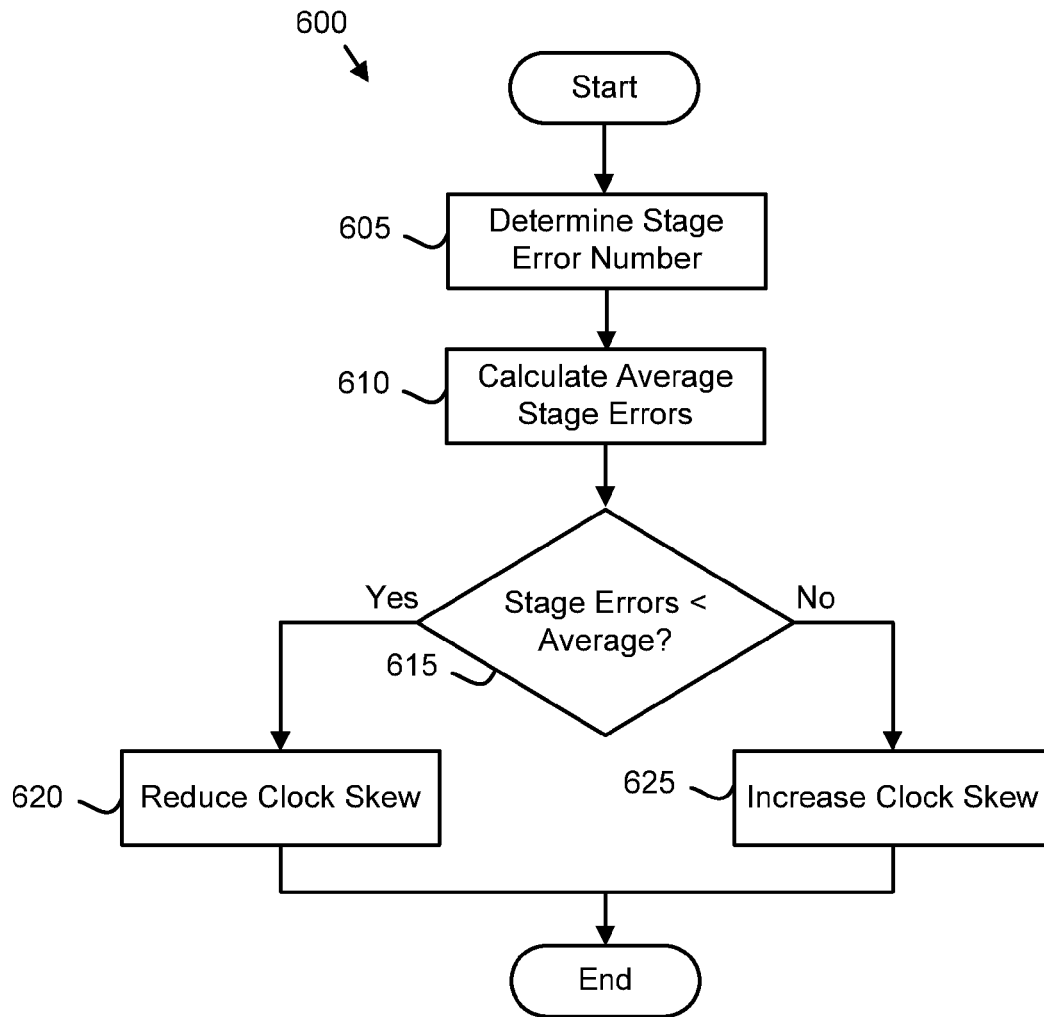 600
Start
605
Determine Stage
Error Number
610
Calculate Average
Stage Errors
Yes
Stage Errors <
Average?
No
615
620
Reduce Clock Skew
625
Increase Clock Skew
End